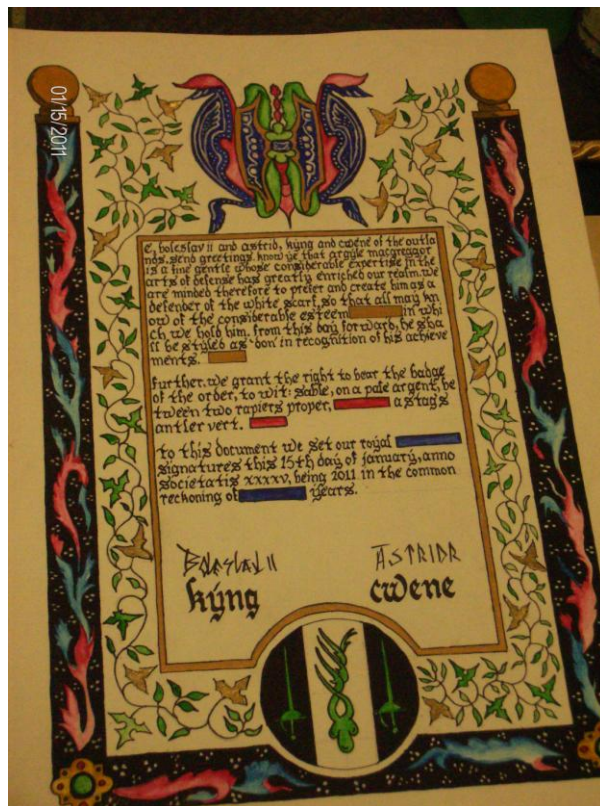 01/15/2011
E, boleslav ii and astrid, kÿng and cwene of the outla
nds. send greetings. know ye that argyle macgreggor
is a fine gentle whose considerable expertise in the
arts of defense has greatly enriched our realm. we
are minded therefore to prefer and create him as a
defender of the white scarf, so that all may kn
ow of the considerable esteem in whi
ch we hold him. from this day forward, he sha
ll be styled as 'don' in recognition of his achieve
ments.
further, we grant the right to bear the badge
of the order, to wit: sable, on a pale argent, be
tween two rapiers proper, a stags
antler vert.
to this document we set our royal
signatures this 15th day of january, anno
societatis xxxxv, being 2011 in the common
reckoning of years.
Boleslav II ASTRIDR
kÿng cwene